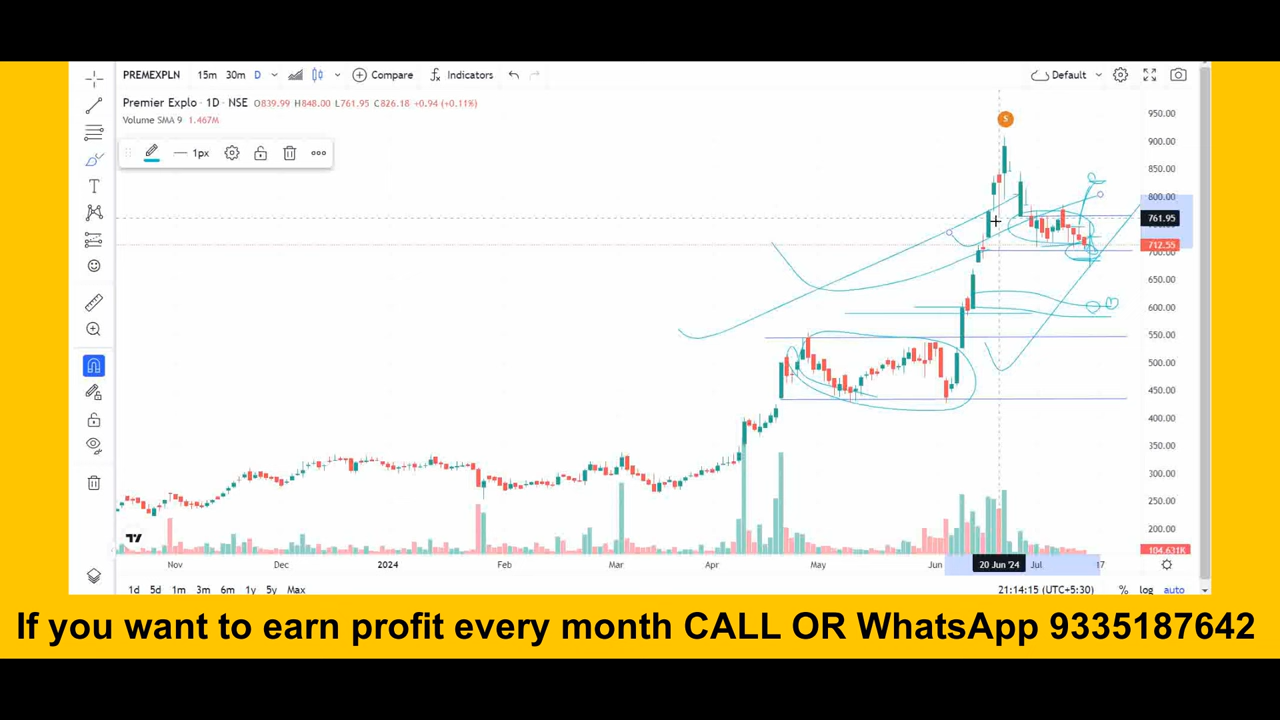 PREMEXPLN 15m 30m D Compare Indicators Default
Premier Explo · 1D · NSE O839.99 H848.00 L761.95 C826.18 +0.94 (+0.11%)
Volume SMA 9 1.467M
1px
S
950.00
900.00
850.00
800.00
761.95
712.55
700.00
650.00
600.00
550.00
500.00
450.00
400.00
350.00
300.00
250.00
200.00
104.631K
Nov Dec 2024 Feb Mar Apr May Jun 20 Jun '24 Jul 17
1d 5d 1m 3m 6m 1y 5y Max 21:14:15 (UTC+5:30) % log auto
If you want to earn profit every month CALL OR WhatsApp 9335187642